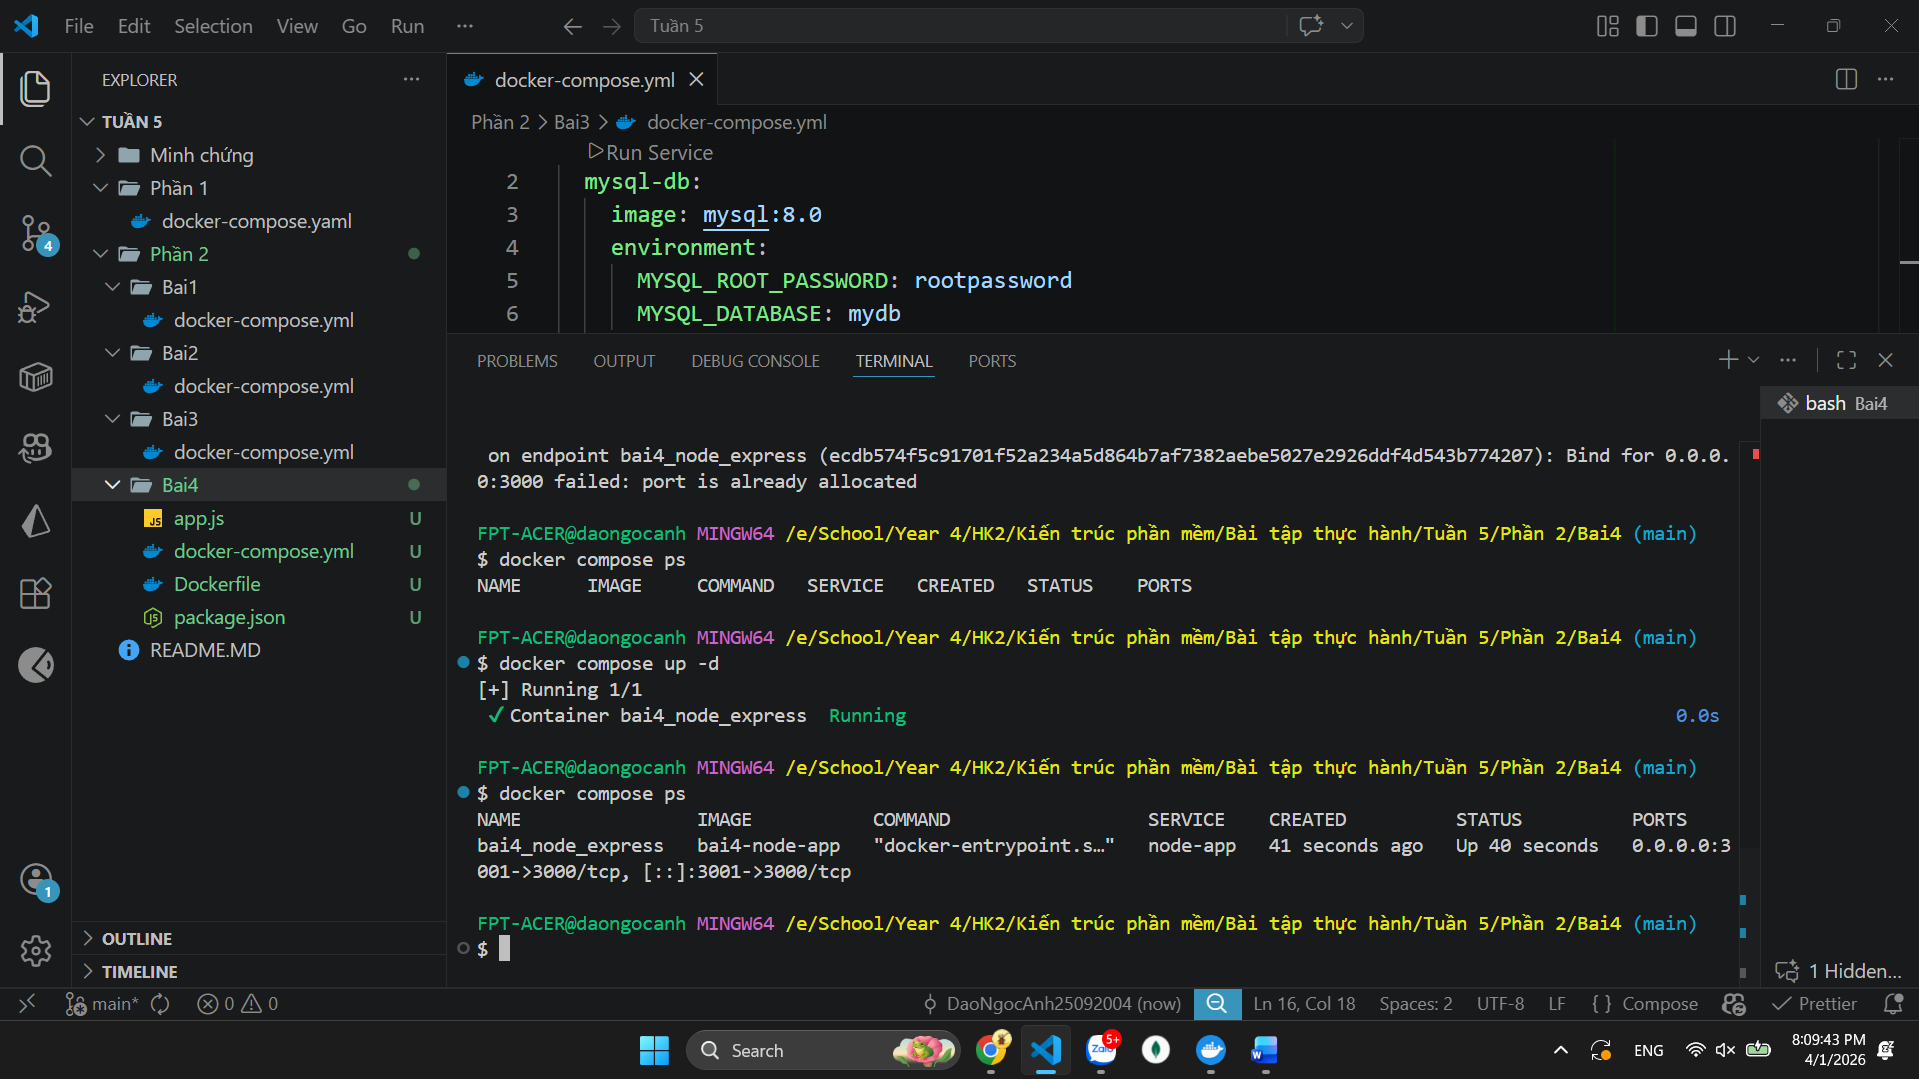 File Edit Selection View Go Run ···
Tuần 5
EXPLORER
TUẦN 5
Minh chứng
Phần 1
docker-compose.yaml
Phần 2
Bai1
docker-compose.yml
Bai2
docker-compose.yml
Bai3
docker-compose.yml
Bai4
app.js U
docker-compose.yml U
Dockerfile U
package.json U
README.MD
OUTLINE
TIMELINE
4
1
docker-compose.yml
Phần 2 > Bai3 > docker-compose.yml
Run Service
2 mysql-db:
3 image: mysql:8.0
4 environment:
5 MYSQL_ROOT_PASSWORD: rootpassword
6 MYSQL_DATABASE: mydb
PROBLEMS OUTPUT DEBUG CONSOLE TERMINAL PORTS
bash Bai4
on endpoint bai4_node_express (ecdb574f5c91701f52a234a5d864b7af7382aebe5027e2926ddf4d543b774207): Bind for 0.0.0.
0:3000 failed: port is already allocated
FPT-ACER@daongocanh MINGW64 /e/School/Year 4/HK2/Kiến trúc phần mềm/Bài tập thực hành/Tuần 5/Phần 2/Bai4 (main)
$ docker compose ps
NAME IMAGE COMMAND SERVICE CREATED STATUS PORTS
FPT-ACER@daongocanh MINGW64 /e/School/Year 4/HK2/Kiến trúc phần mềm/Bài tập thực hành/Tuần 5/Phần 2/Bai4 (main)
$ docker compose up -d
[+] Running 1/1
✓ Container bai4_node_express Running 0.0s
FPT-ACER@daongocanh MINGW64 /e/School/Year 4/HK2/Kiến trúc phần mềm/Bài tập thực hành/Tuần 5/Phần 2/Bai4 (main)
$ docker compose ps
NAME IMAGE COMMAND SERVICE CREATED STATUS PORTS
bai4_node_express bai4-node-app "docker-entrypoint.s…" node-app 41 seconds ago Up 40 seconds 0.0.0.0:3
001->3000/tcp, [::]:3001->3000/tcp
FPT-ACER@daongocanh MINGW64 /e/School/Year 4/HK2/Kiến trúc phần mềm/Bài tập thực hành/Tuần 5/Phần 2/Bai4 (main)
$
1 Hidden...
main* 0 0 DaoNgocAnh25092004 (now) Ln 16, Col 18 Spaces: 2 UTF-8 LF { } Compose Prettier
Search
Zalo
5+
W
ENG
8:09:43 PM
4/1/2026